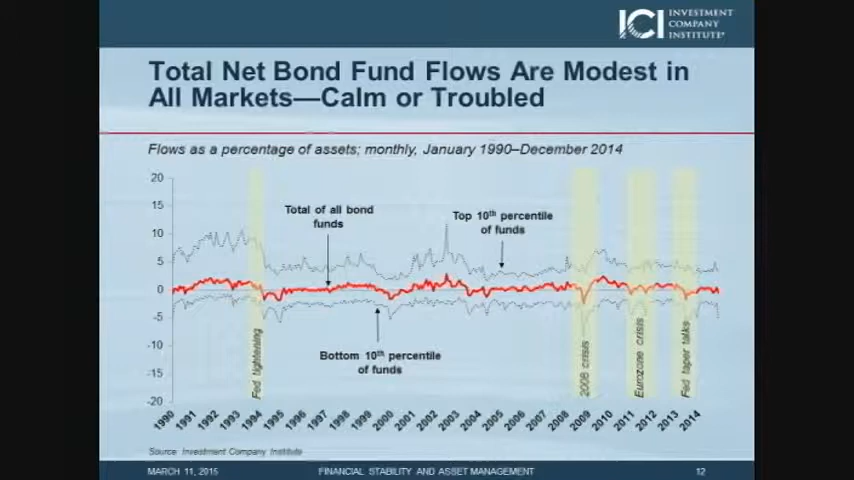 ICI INVESTMENT
COMPANY
INSTITUTE®
Total Net Bond Fund Flows Are Modest in
All Markets—Calm or Troubled
Flows as a percentage of assets; monthly, January 1990–December 2014
20
15
10
5
0
-5
-10
-15
-20
Total of all bond
funds
Top 10th percentile
of funds
Bottom 10th percentile
of funds
Fed tightening
2008 crisis
Eurozone crisis
Fed taper talks
1990 1991 1992 1993 1994 1995 1996 1997 1998 1999 2000 2001 2002 2003 2004 2005 2006 2007 2008 2009 2010 2011 2012 2013 2014
Source: Investment Company Institute
MARCH 11, 2015 FINANCIAL STABILITY AND ASSET MANAGEMENT 12